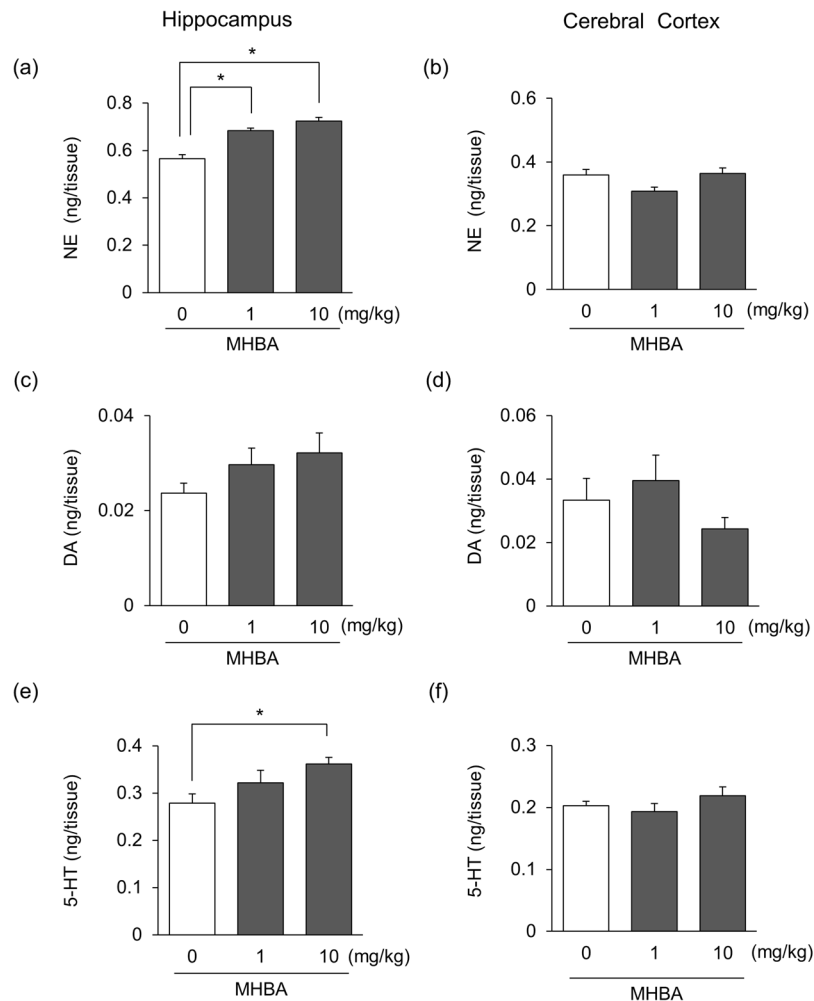 Hippocampus
Cerebral Cortex
(a)
*
*
NE (ng/tissue)
0.8
0.6
0.4
0.2
0
0 1 10 (mg/kg)
MHBA
(b)
NE (ng/tissue)
0.6
0.4
0.2
0
0 1 10 (mg/kg)
MHBA
(c)
DA (ng/tissue)
0.04
0.02
0
0 1 10 (mg/kg)
MHBA
(d)
DA (ng/tissue)
0.06
0.04
0.02
0
0 1 10 (mg/kg)
MHBA
(e)
*
5-HT (ng/tissue)
0.4
0.3
0.2
0.1
0
0 1 10 (mg/kg)
MHBA
(f)
5-HT (ng/tissue)
0.3
0.2
0.1
0
0 1 10 (mg/kg)
MHBA